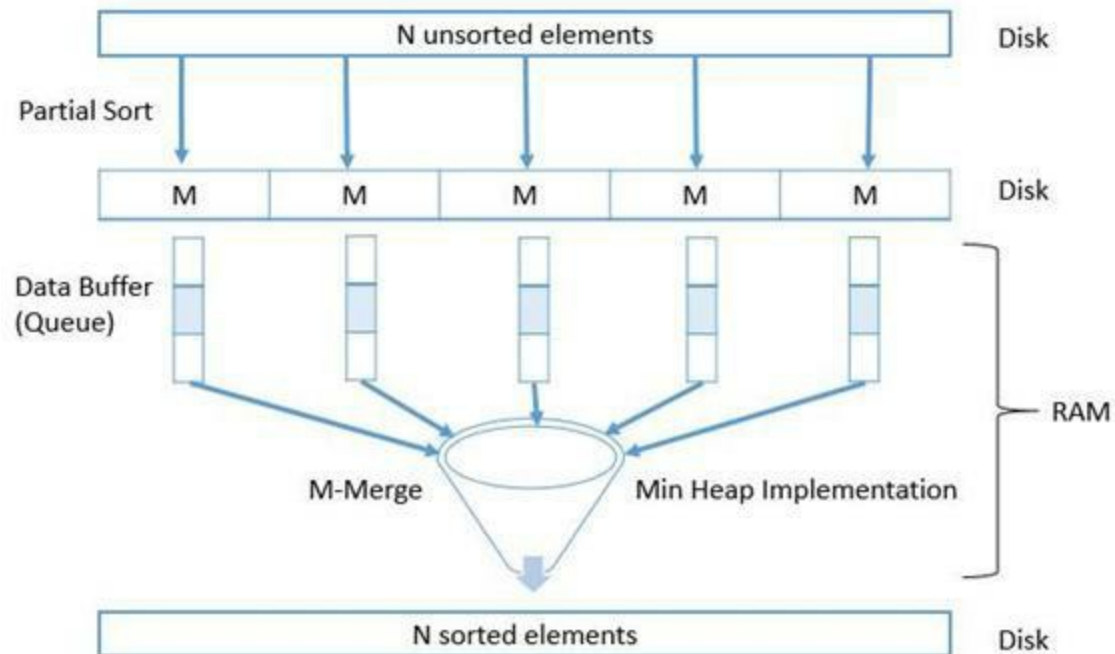 N unsorted elements
Disk
Partial Sort
M
M
M
M
M
Disk
Data Buffer
(Queue)
RAM
M-Merge
Min Heap Implementation
N sorted elements
Disk